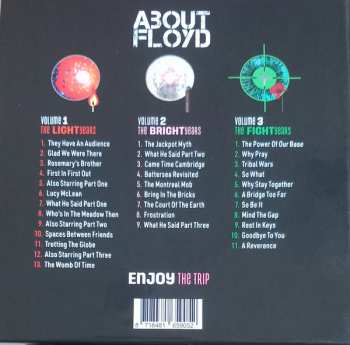 ABOUT
FLOYD
VOLUME 1
THE LIGHTYEARS
1. They Have An Audience
2. Glad We Were There
3. Rosemary's Brother
4. First In First Out
5. Also Starring Part One
6. Lucy McLean
7. What He Said Part One
8. Who's In The Meadow Then
9. Also Starring Part Two
10. Spaces Between Friends
11. Trotting The Globe
12. Also Starring Part Three
13. The Womb Of Time
VOLUME 2
THE BRIGHTYEARS
1. The Jackpot Myth
2. What He Said Part Two
3. Came Time Cambridge
4. Battersea Revisited
5. The Montreal Mob
6. Bring In The Bricks
7. The Court Of The Earth
8. Frostration
9. What He Said Part Three
VOLUME 3
THE FIGHTYEARS
1. The Power Of Our Base
2. Why Pray
3. Tribal Wars
4. So What
5. Why Stay Together
6. A Bridge Too Far
7. So Be It
8. Mind The Gap
9. Rest In Keys
10. Goodbye To You
11. A Reverence
ENJOY THE TRIP
8 716481 659052